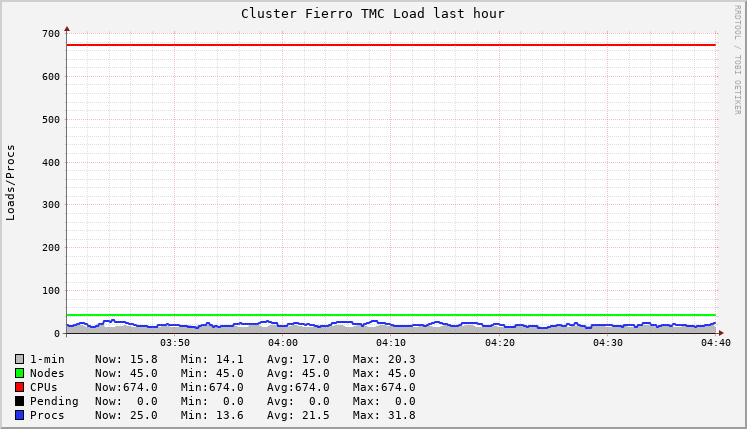 Cluster Fierro TMC Load last hour
RRDTOOL / TOBI OETIKER
Loads/Procs
700
600
500
400
300
200
100
0
03:50 04:00 04:10 04:20 04:30 04:40
1-min Now: 15.8 Min: 14.1 Avg: 17.0 Max: 20.3
Nodes Now: 45.0 Min: 45.0 Avg: 45.0 Max: 45.0
CPUs Now:674.0 Min:674.0 Avg:674.0 Max:674.0
Pending Now: 0.0 Min: 0.0 Avg: 0.0 Max: 0.0
Procs Now: 25.0 Min: 13.6 Avg: 21.5 Max: 31.8